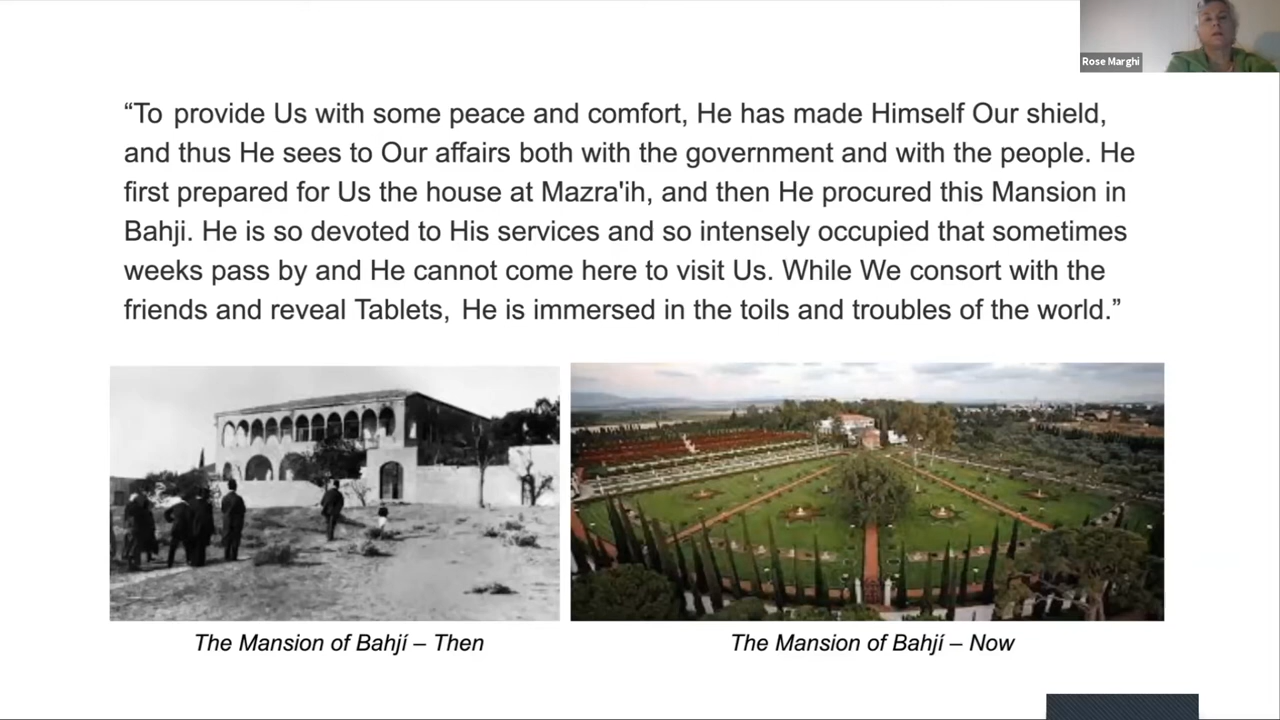 Rose Marghi
“To provide Us with some peace and comfort, He has made Himself Our shield,
and thus He sees to Our affairs both with the government and with the people. He
first prepared for Us the house at Mazra'ih, and then He procured this Mansion in
Bahji. He is so devoted to His services and so intensely occupied that sometimes
weeks pass by and He cannot come here to visit Us. While We consort with the
friends and reveal Tablets, He is immersed in the toils and troubles of the world.”
The Mansion of Bahjí – Then
The Mansion of Bahjí – Now